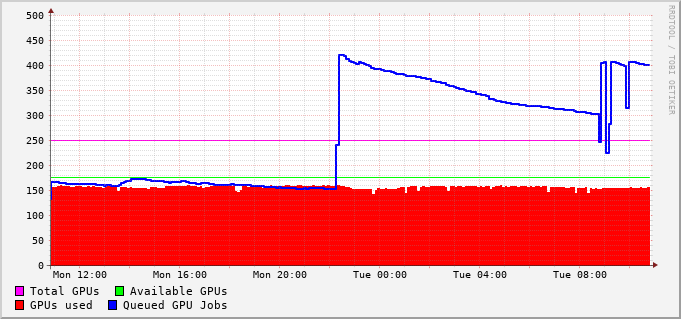 500
450
400
350
300
250
200
150
100
50
0
Mon 12:00 Mon 16:00 Mon 20:00 Tue 00:00 Tue 04:00 Tue 08:00
Total GPUs Available GPUs
GPUs used Queued GPU Jobs
RRDTOOL / TOBI OETIKER